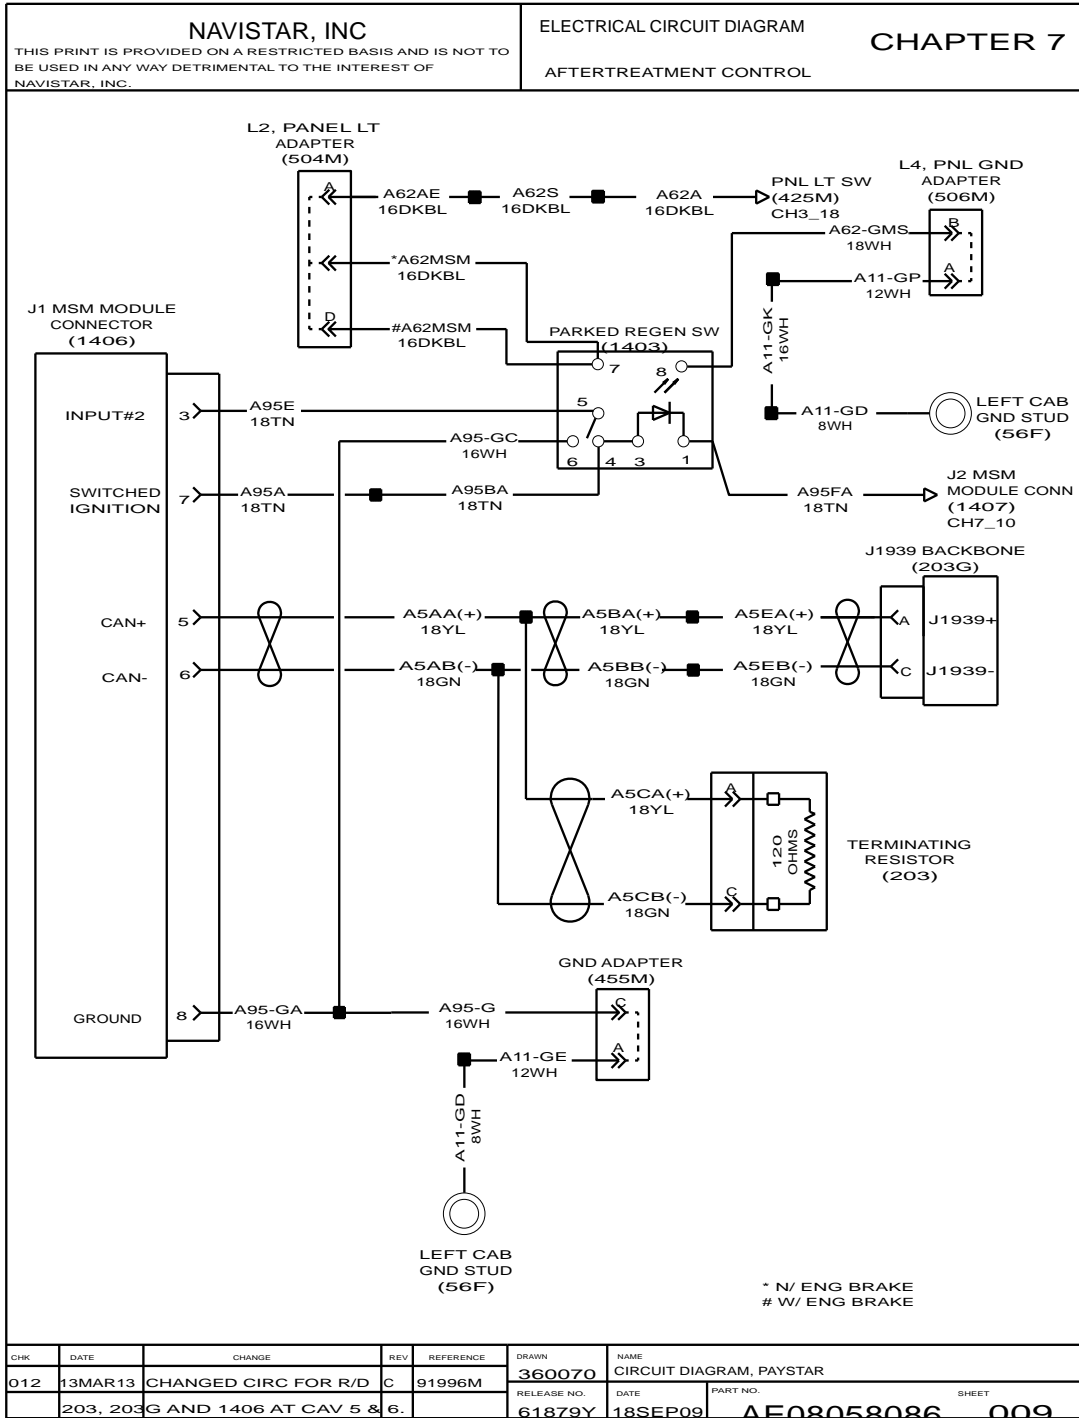 NAVISTAR, INC
THIS PRINT IS PROVIDED ON A RESTRICTED BASIS AND IS NOT TO
BE USED IN ANY WAY DETRIMENTAL TO THE INTEREST OF
NAVISTAR, INC.
ELECTRICAL CIRCUIT DIAGRAM
AFTERTREATMENT CONTROL
CHAPTER 7
L2, PANEL LT
ADAPTER
(504M)
A
A62AE
16DKBL
A62S
16DKBL
A62A
16DKBL
PNL LT SW
(425M)
CH3_18
*A62MSM
16DKBL
D
#A62MSM
16DKBL
L4, PNL GND
ADAPTER
(506M)
B
A62-GMS
18WH
A
A11-GP
12WH
A11-GK
16WH
A11-GD
8WH
LEFT CAB
GND STUD
(56F)
J1 MSM MODULE
CONNECTOR
(1406)
PARKED REGEN SW
(1403)
7
8
5
6
4
3
1
INPUT#2
3
A95E
18TN
A95-GC
16WH
SWITCHED
IGNITION
7
A95A
18TN
A95BA
18TN
A95FA
18TN
J2 MSM
MODULE CONN
(1407)
CH7_10
J1939 BACKBONE
(203G)
CAN+
5
A5AA(+)
18YL
A5BA(+)
18YL
A5EA(+)
18YL
A
J1939+
CAN-
6
A5AB(-)
18GN
A5BB(-)
18GN
A5EB(-)
18GN
C
J1939-
A5CA(+)
18YL
A
120
OHMS
TERMINATING
RESISTOR
(203)
A5CB(-)
18GN
C
GND ADAPTER
(455M)
GROUND
8
A95-GA
16WH
A95-G
16WH
C
A11-GE
12WH
A
A11-GD
8WH
LEFT CAB
GND STUD
(56F)
* N/ ENG BRAKE
# W/ ENG BRAKE
CHK DATE CHANGE REV REFERENCE
012 13MAR13 CHANGED CIRC FOR R/D C 91996M
203, 203G AND 1406 AT CAV 5 & 6.
DRAWN
360070
NAME
CIRCUIT DIAGRAM, PAYSTAR
RELEASE NO.
61879Y
DATE
18SEP09
PART NO.
AE08058086
SHEET
009